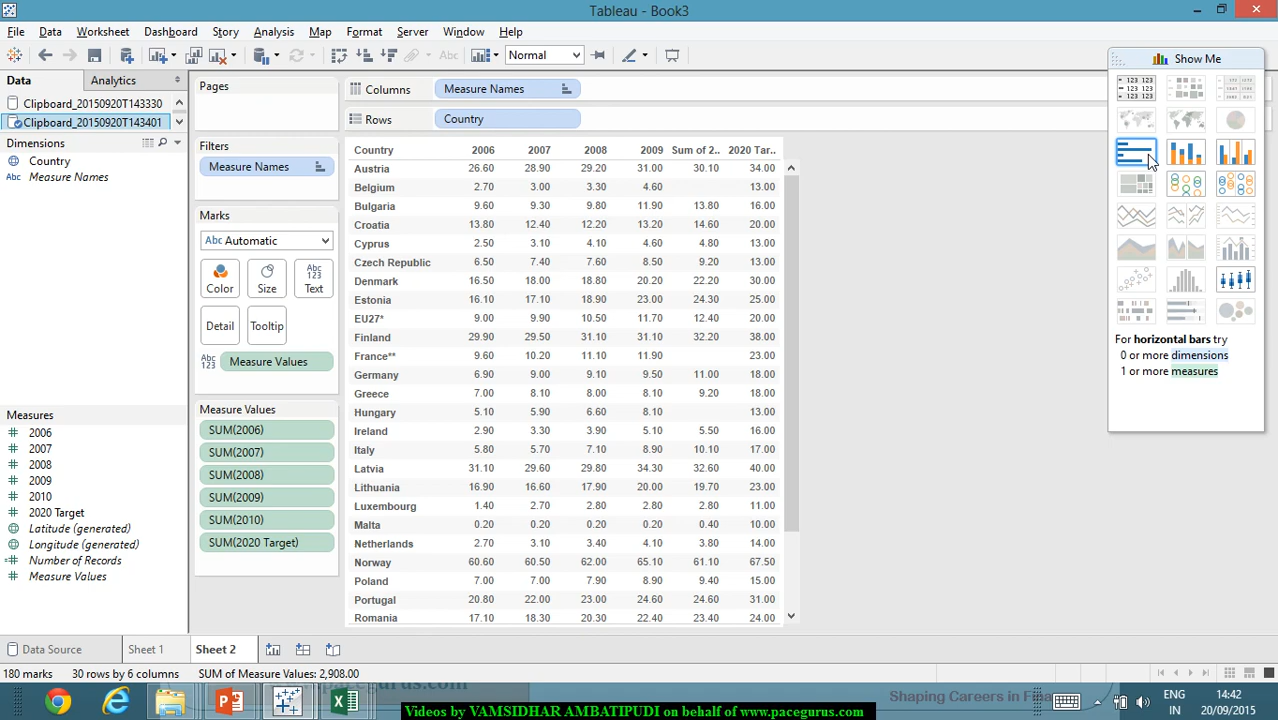 Tableau - Book3
File Data Worksheet Dashboard Story Analysis Map Format Server Window Help
Abc Normal
Show Me
Data Analytics
Clipboard_20150920T143330
Clipboard_20150920T143401
Dimensions
Country
Abc Measure Names
Pages
Filters
Measure Names
Marks
Abc Automatic
Color Size Abc 123 Text
Detail Tooltip
Abc 123 Measure Values
Measure Values
SUM(2006)
SUM(2007)
SUM(2008)
SUM(2009)
SUM(2010)
SUM(2020 Target)
Measures
2006
2007
2008
2009
2010
2020 Target
Latitude (generated)
Longitude (generated)
Number of Records
Measure Values
Columns Measure Names
Rows Country
Country 2006 2007 2008 2009 Sum of 2.. 2020 Tar..
Austria 26.60 28.90 29.20 31.00 30.10 34.00
Belgium 2.70 3.00 3.30 4.60 13.00
Bulgaria 9.60 9.30 9.80 11.90 13.80 16.00
Croatia 13.80 12.40 12.20 13.20 14.60 20.00
Cyprus 2.50 3.10 4.10 4.60 4.80 13.00
Czech Republic 6.50 7.40 7.60 8.50 9.20 13.00
Denmark 16.50 18.00 18.80 20.20 22.20 30.00
Estonia 16.10 17.10 18.90 23.00 24.30 25.00
EU27* 9.00 9.90 10.50 11.70 12.40 20.00
Finland 29.90 29.50 31.10 31.10 32.20 38.00
France** 9.60 10.20 11.10 11.90 23.00
Germany 6.90 9.00 9.10 9.50 11.00 18.00
Greece 7.00 8.10 8.00 8.10 9.20 18.00
Hungary 5.10 5.90 6.60 8.10 13.00
Ireland 2.90 3.30 3.90 5.10 5.50 16.00
Italy 5.80 5.70 7.10 8.90 10.10 17.00
Latvia 31.10 29.60 29.80 34.30 32.60 40.00
Lithuania 16.90 16.60 17.90 20.00 19.70 23.00
Luxembourg 1.40 2.70 2.80 2.80 2.80 11.00
Malta 0.20 0.20 0.20 0.20 0.40 10.00
Netherlands 2.70 3.10 3.40 4.10 3.80 14.00
Norway 60.60 60.50 62.00 65.10 61.10 67.50
Poland 7.00 7.00 7.90 8.90 9.40 15.00
Portugal 20.80 22.00 23.00 24.60 24.60 31.00
Romania 17.10 18.30 20.30 22.40 23.40 24.00
For horizontal bars try
0 or more dimensions
1 or more measures
Data Source Sheet 1 Sheet 2
180 marks 30 rows by 6 columns SUM of Measure Values: 2,908.00
Shaping Careers in
ENG
IN
14:42
20/09/2015
Videos by VAMSIDHAR AMBATIPUDI on behalf of www.pacegurus.com